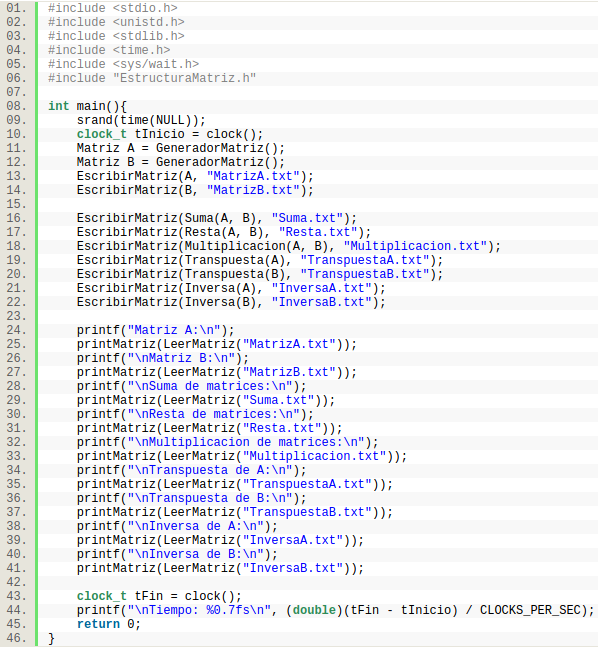 01. #include <stdio.h>
02. #include <unistd.h>
03. #include <stdlib.h>
04. #include <time.h>
05. #include <sys/wait.h>
06. #include "EstructuraMatriz.h"
07.
08. int main(){
09.     srand(time(NULL));
10.     clock_t tInicio = clock();
11.     Matriz A = GeneradorMatriz();
12.     Matriz B = GeneradorMatriz();
13.     EscribirMatriz(A, "MatrizA.txt");
14.     EscribirMatriz(B, "MatrizB.txt");
15.
16.     EscribirMatriz(Suma(A, B), "Suma.txt");
17.     EscribirMatriz(Resta(A, B), "Resta.txt");
18.     EscribirMatriz(Multiplicacion(A, B), "Multiplicacion.txt");
19.     EscribirMatriz(Transpuesta(A), "TranspuestaA.txt");
20.     EscribirMatriz(Transpuesta(B), "TranspuestaB.txt");
21.     EscribirMatriz(Inversa(A), "InversaA.txt");
22.     EscribirMatriz(Inversa(B), "InversaB.txt");
23.
24.     printf("Matriz A:\n");
25.     printMatriz(LeerMatriz("MatrizA.txt"));
26.     printf("\nMatriz B:\n");
27.     printMatriz(LeerMatriz("MatrizB.txt"));
28.     printf("\nSuma de matrices:\n");
29.     printMatriz(LeerMatriz("Suma.txt"));
30.     printf("\nResta de matrices:\n");
31.     printMatriz(LeerMatriz("Resta.txt"));
32.     printf("\nMultiplicacion de matrices:\n");
33.     printMatriz(LeerMatriz("Multiplicacion.txt"));
34.     printf("\nTranspuesta de A:\n");
35.     printMatriz(LeerMatriz("TranspuestaA.txt"));
36.     printf("\nTranspuesta de B:\n");
37.     printMatriz(LeerMatriz("TranspuestaB.txt"));
38.     printf("\nInversa de A:\n");
39.     printMatriz(LeerMatriz("InversaA.txt"));
40.     printf("\nInversa de B:\n");
41.     printMatriz(LeerMatriz("InversaB.txt"));
42.
43.     clock_t tFin = clock();
44.     printf("\nTiempo: %0.7fs\n", (double)(tFin - tInicio) / CLOCKS_PER_SEC);
45.     return 0;
46. }